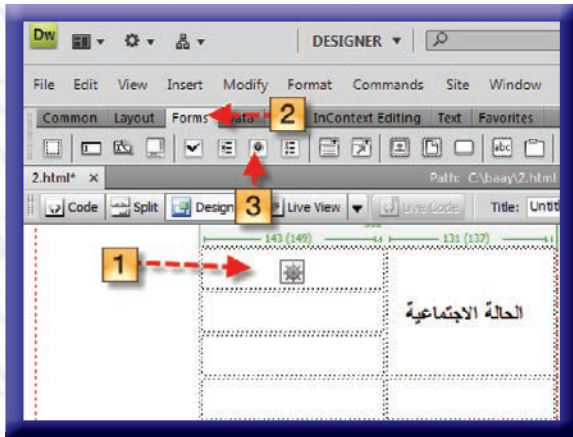 Dw DESIGNER
File Edit View Insert Modify Format Commands Site Window
Common Layout Forms Data 2 InContext Editing Text Favorites
abc
2.html* × Path: C:\baay\2.html
Code Split Design 3 Live View Live Code Title: Untit
143 (149) 131 (137)
1
الحالة الاجتماعية